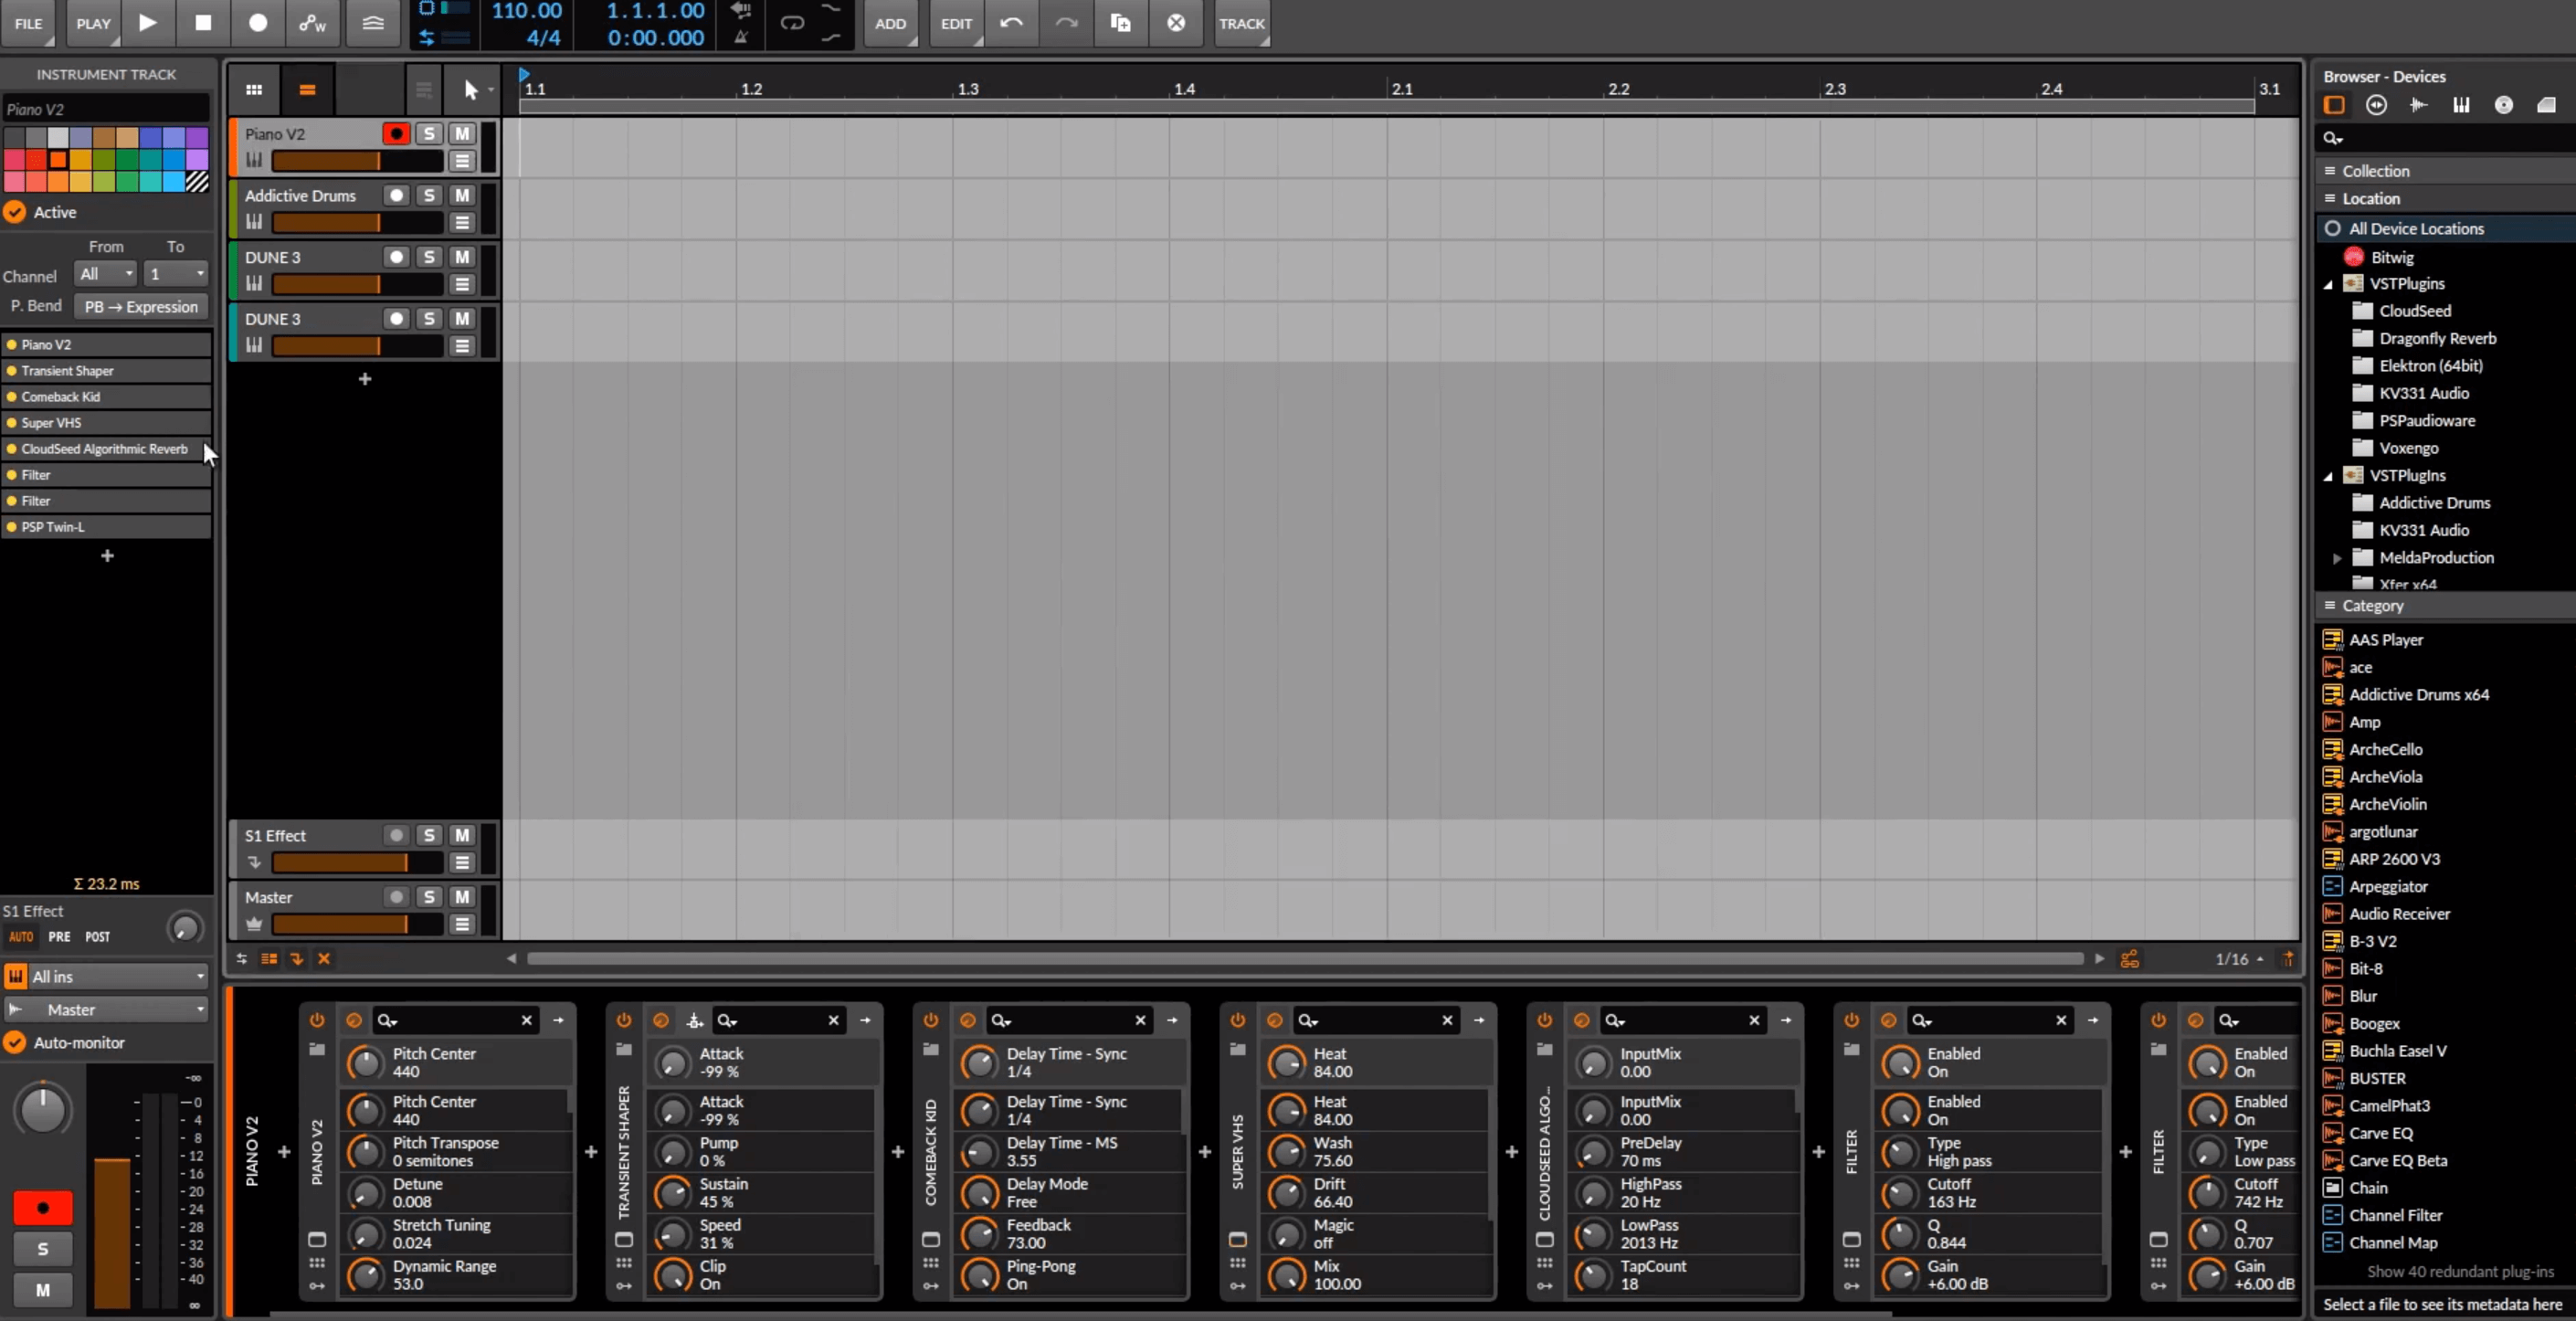 FILE PLAY ADD EDIT TRACK
110.00 1.1.1.00
4/4 0:00.000
INSTRUMENT TRACK
Piano V2
Active
From To
Channel All 1
P. Bend PB → Expression
Piano V2
Transient Shaper
Comeback Kid
Super VHS
CloudSeed Algorithmic Reverb
Filter
Filter
PSP Twin-L
+
Σ 23.2 ms
S1 Effect
AUTO PRE POST
All ins
Master
Auto-monitor
-∞
0
4
8
12
16
20
24
28
32
36
40
∞
S
M
1.1 1.2 1.3 1.4 2.1 2.2 2.3 2.4 3.1
Piano V2 S M
Addictive Drums S M
DUNE 3 S M
DUNE 3 S M
+
S1 Effect S M
Master S M
1/16
PIANO V2
+
PIANO V2
Pitch Center
440
Pitch Center
440
Pitch Transpose
0 semitones
Detune
0.008
Stretch Tuning
0.024
Dynamic Range
53.0
+
TRANSIENT SHAPER
Attack
-99 %
Attack
-99 %
Pump
0 %
Sustain
45 %
Speed
31 %
Clip
On
+
COMEBACK KID
Delay Time - Sync
1/4
Delay Time - Sync
1/4
Delay Time - MS
3.55
Delay Mode
Free
Feedback
73.00
Ping-Pong
On
+
SUPER VHS
Heat
84.00
Heat
84.00
Wash
75.60
Drift
66.40
Magic
off
Mix
100.00
+
CLOUDSEED ALGO...
InputMix
0.00
InputMix
0.00
PreDelay
70 ms
HighPass
20 Hz
LowPass
2013 Hz
TapCount
18
+
FILTER
Enabled
On
Enabled
On
Type
High pass
Cutoff
163 Hz
Q
0.844
Gain
+6.00 dB
+
FILTER
Enabled
On
Enabled
On
Type
Low pass
Cutoff
742 Hz
Q
0.707
Gain
+6.00 dB
Browser - Devices
Collection
Location
All Device Locations
Bitwig
VSTPlugins
CloudSeed
Dragonfly Reverb
Elektron (64bit)
KV331 Audio
PSPaudioware
Voxengo
VSTPlugIns
Addictive Drums
KV331 Audio
MeldaProduction
Xfer x64
Category
AAS Player
ace
Addictive Drums x64
Amp
ArcheCello
ArcheViola
ArcheViolin
argotlunar
ARP 2600 V3
Arpeggiator
Audio Receiver
B-3 V2
Bit-8
Blur
Boogex
Buchla Easel V
BUSTER
CamelPhat3
Carve EQ
Carve EQ Beta
Chain
Channel Filter
Channel Map
Show 40 redundant plug-ins
Select a file to see its metadata here